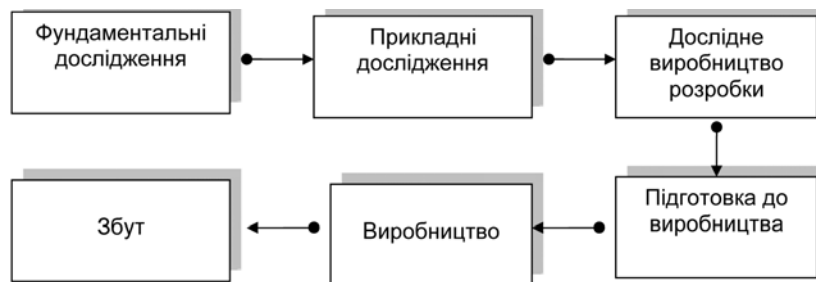 Фундаментальні
дослідження
Прикладні
дослідження
Дослідне
виробництво
розробки
Підготовка до
виробництва
Виробництво
Збут